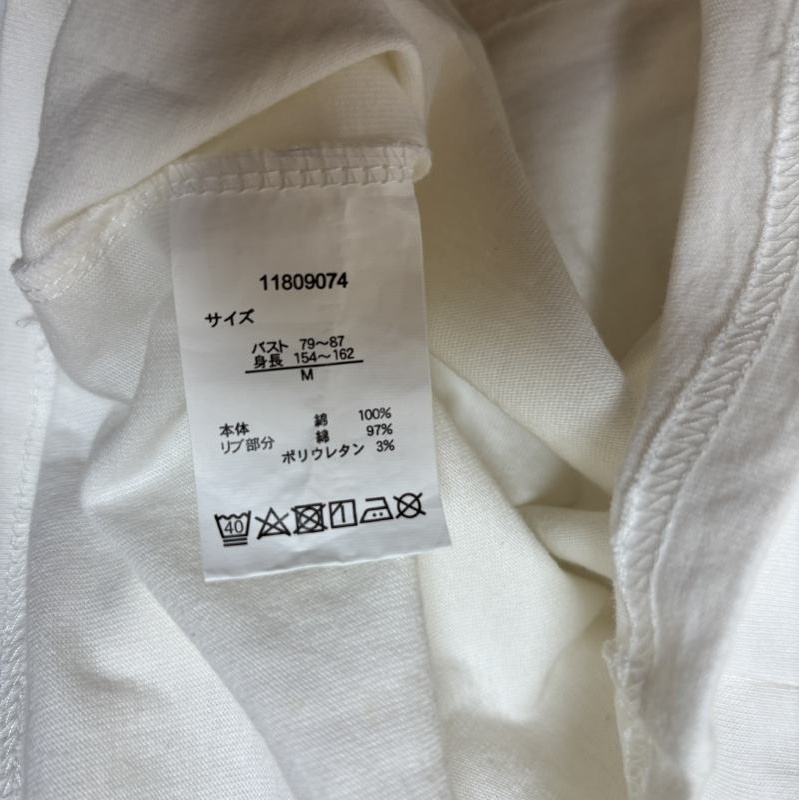 11809074
サイズ
バスト 79～87
身長 154～162
M
本体 綿 100%
リブ部分 綿 97%
ポリウレタン 3%
40